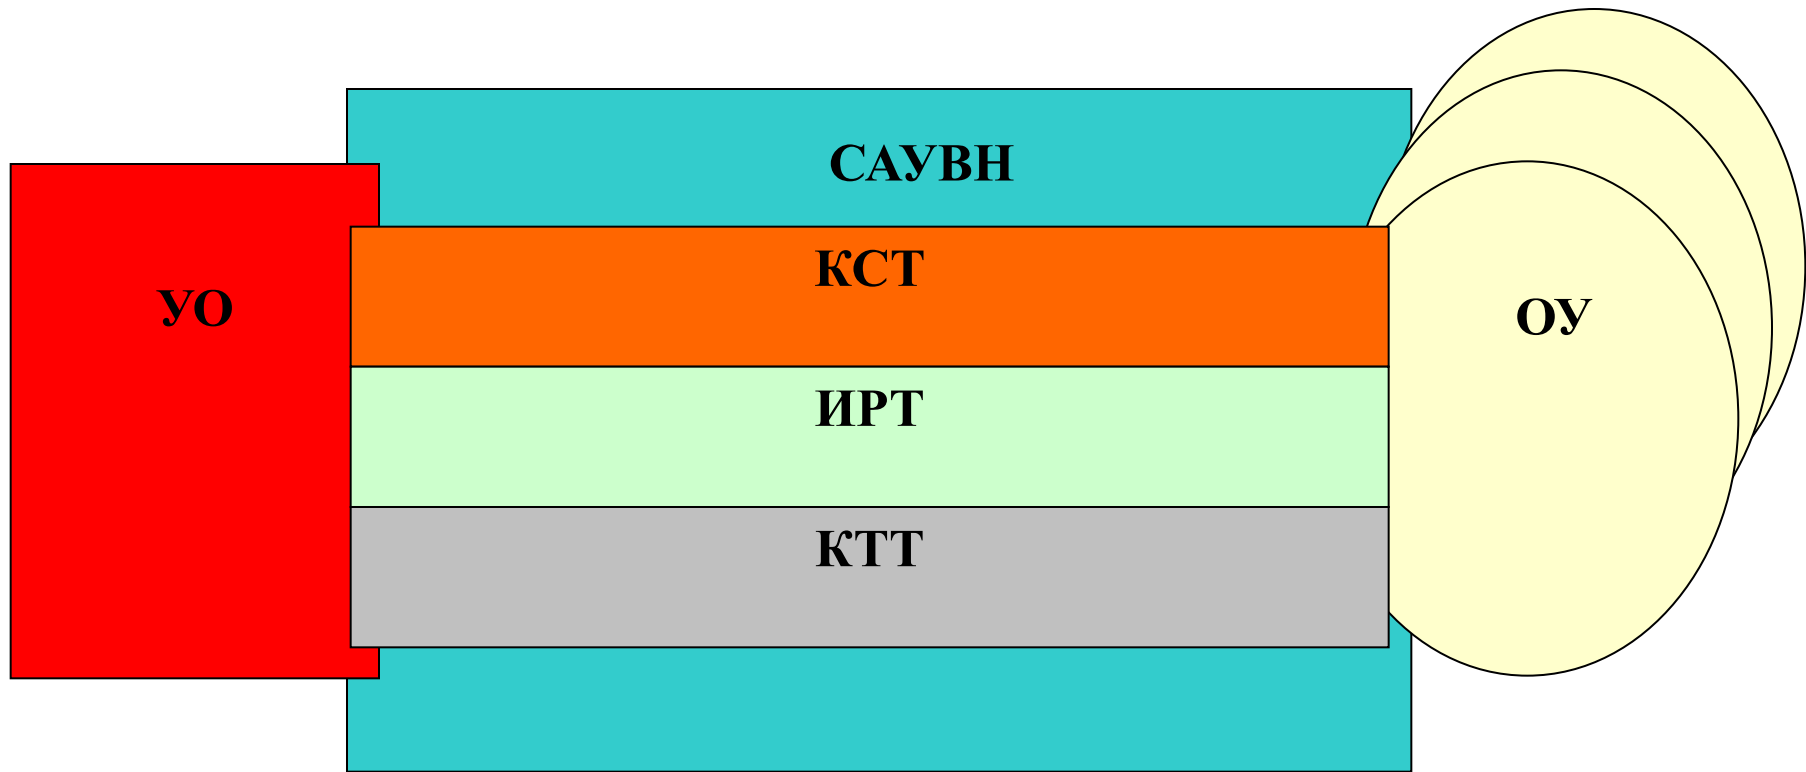 САУВН
КСТ
УО
ОУ
ИРТ
КТТ